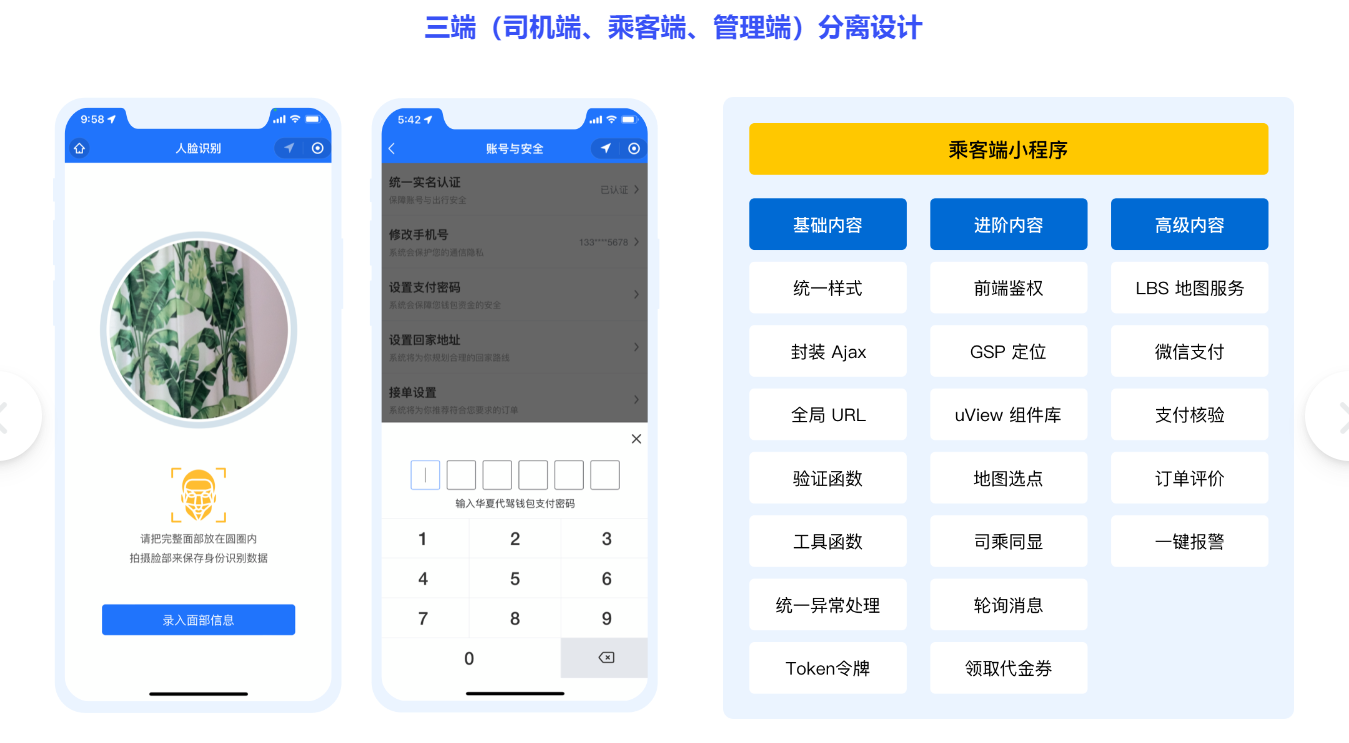 三端（司机端、乘客端、管理端）分离设计
9:58
人脸识别
请把完整面部放在圆圈内
拍摄脸部来保存身份识别数据
录入面部信息
5:42
账号与安全
统一实名认证
保障账号与出行安全
已认证
修改手机号
系统会保护您的通信隐私
133****5678
设置支付密码
系统会保障您钱包资金的安全
设置回家地址
系统将为你规划合理的回家路线
接单设置
系统将为你推荐符合您要求的订单
输入华夏代驾钱包支付密码
1 2 3
4 5 6
7 8 9
0
乘客端小程序
基础内容 进阶内容 高级内容
统一样式 前端鉴权 LBS 地图服务
封装 Ajax GSP 定位 微信支付
全局 URL uView 组件库 支付核验
验证函数 地图选点 订单评价
工具函数 司乘同显 一键报警
统一异常处理 轮询消息
Token令牌 领取代金券